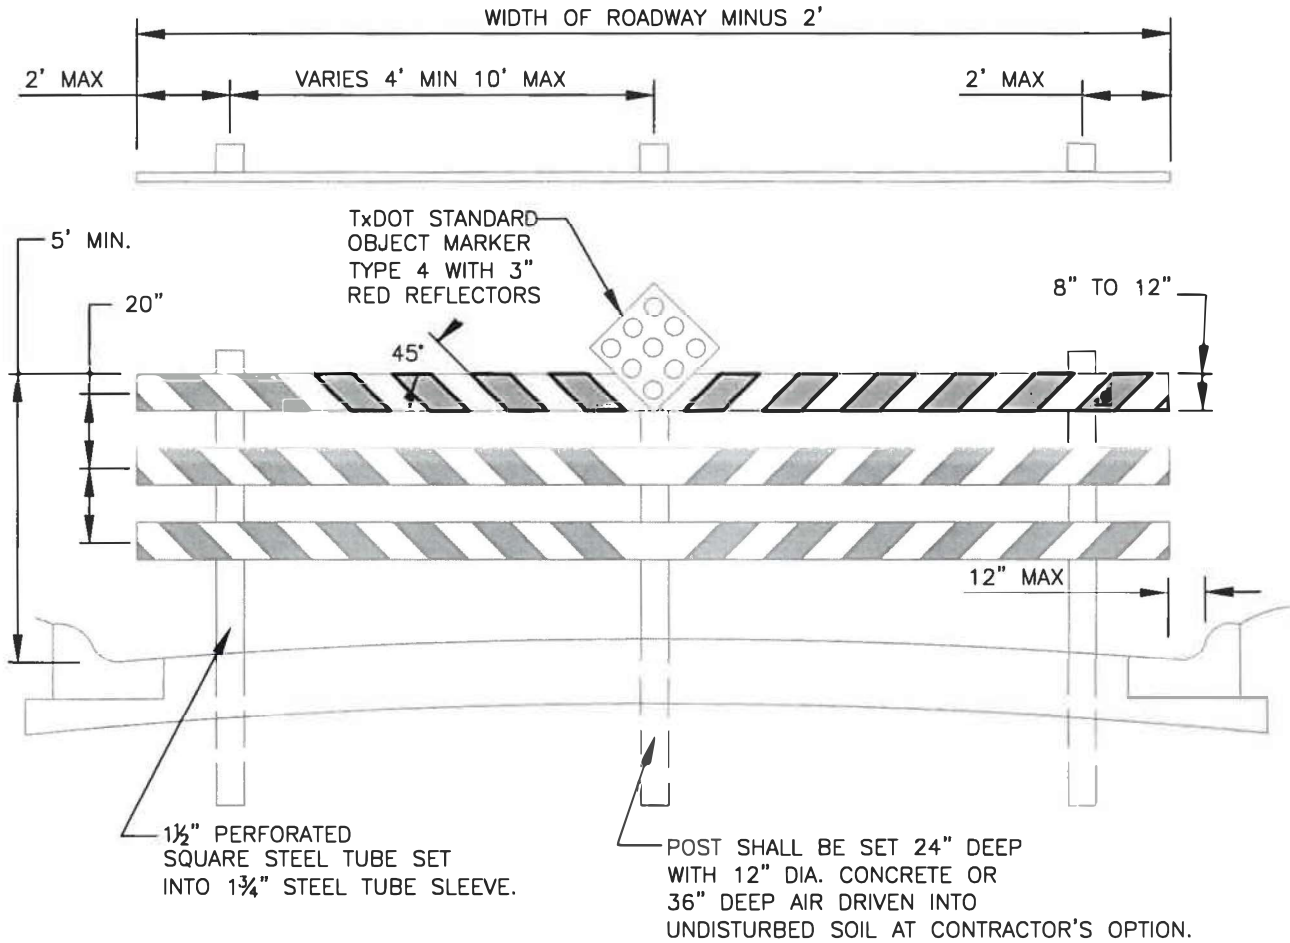 WIDTH OF ROADWAY MINUS 2'
2' MAX
VARIES 4' MIN 10' MAX
2' MAX
TxDOT STANDARD
OBJECT MARKER
TYPE 4 WITH 3"
RED REFLECTORS
5' MIN.
20"
8" TO 12"
45°
12" MAX
1½" PERFORATED
SQUARE STEEL TUBE SET
INTO 1¾" STEEL TUBE SLEEVE.
POST SHALL BE SET 24" DEEP
WITH 12" DIA. CONCRETE OR
36" DEEP AIR DRIVEN INTO
UNDISTURBED SOIL AT CONTRACTOR'S OPTION.